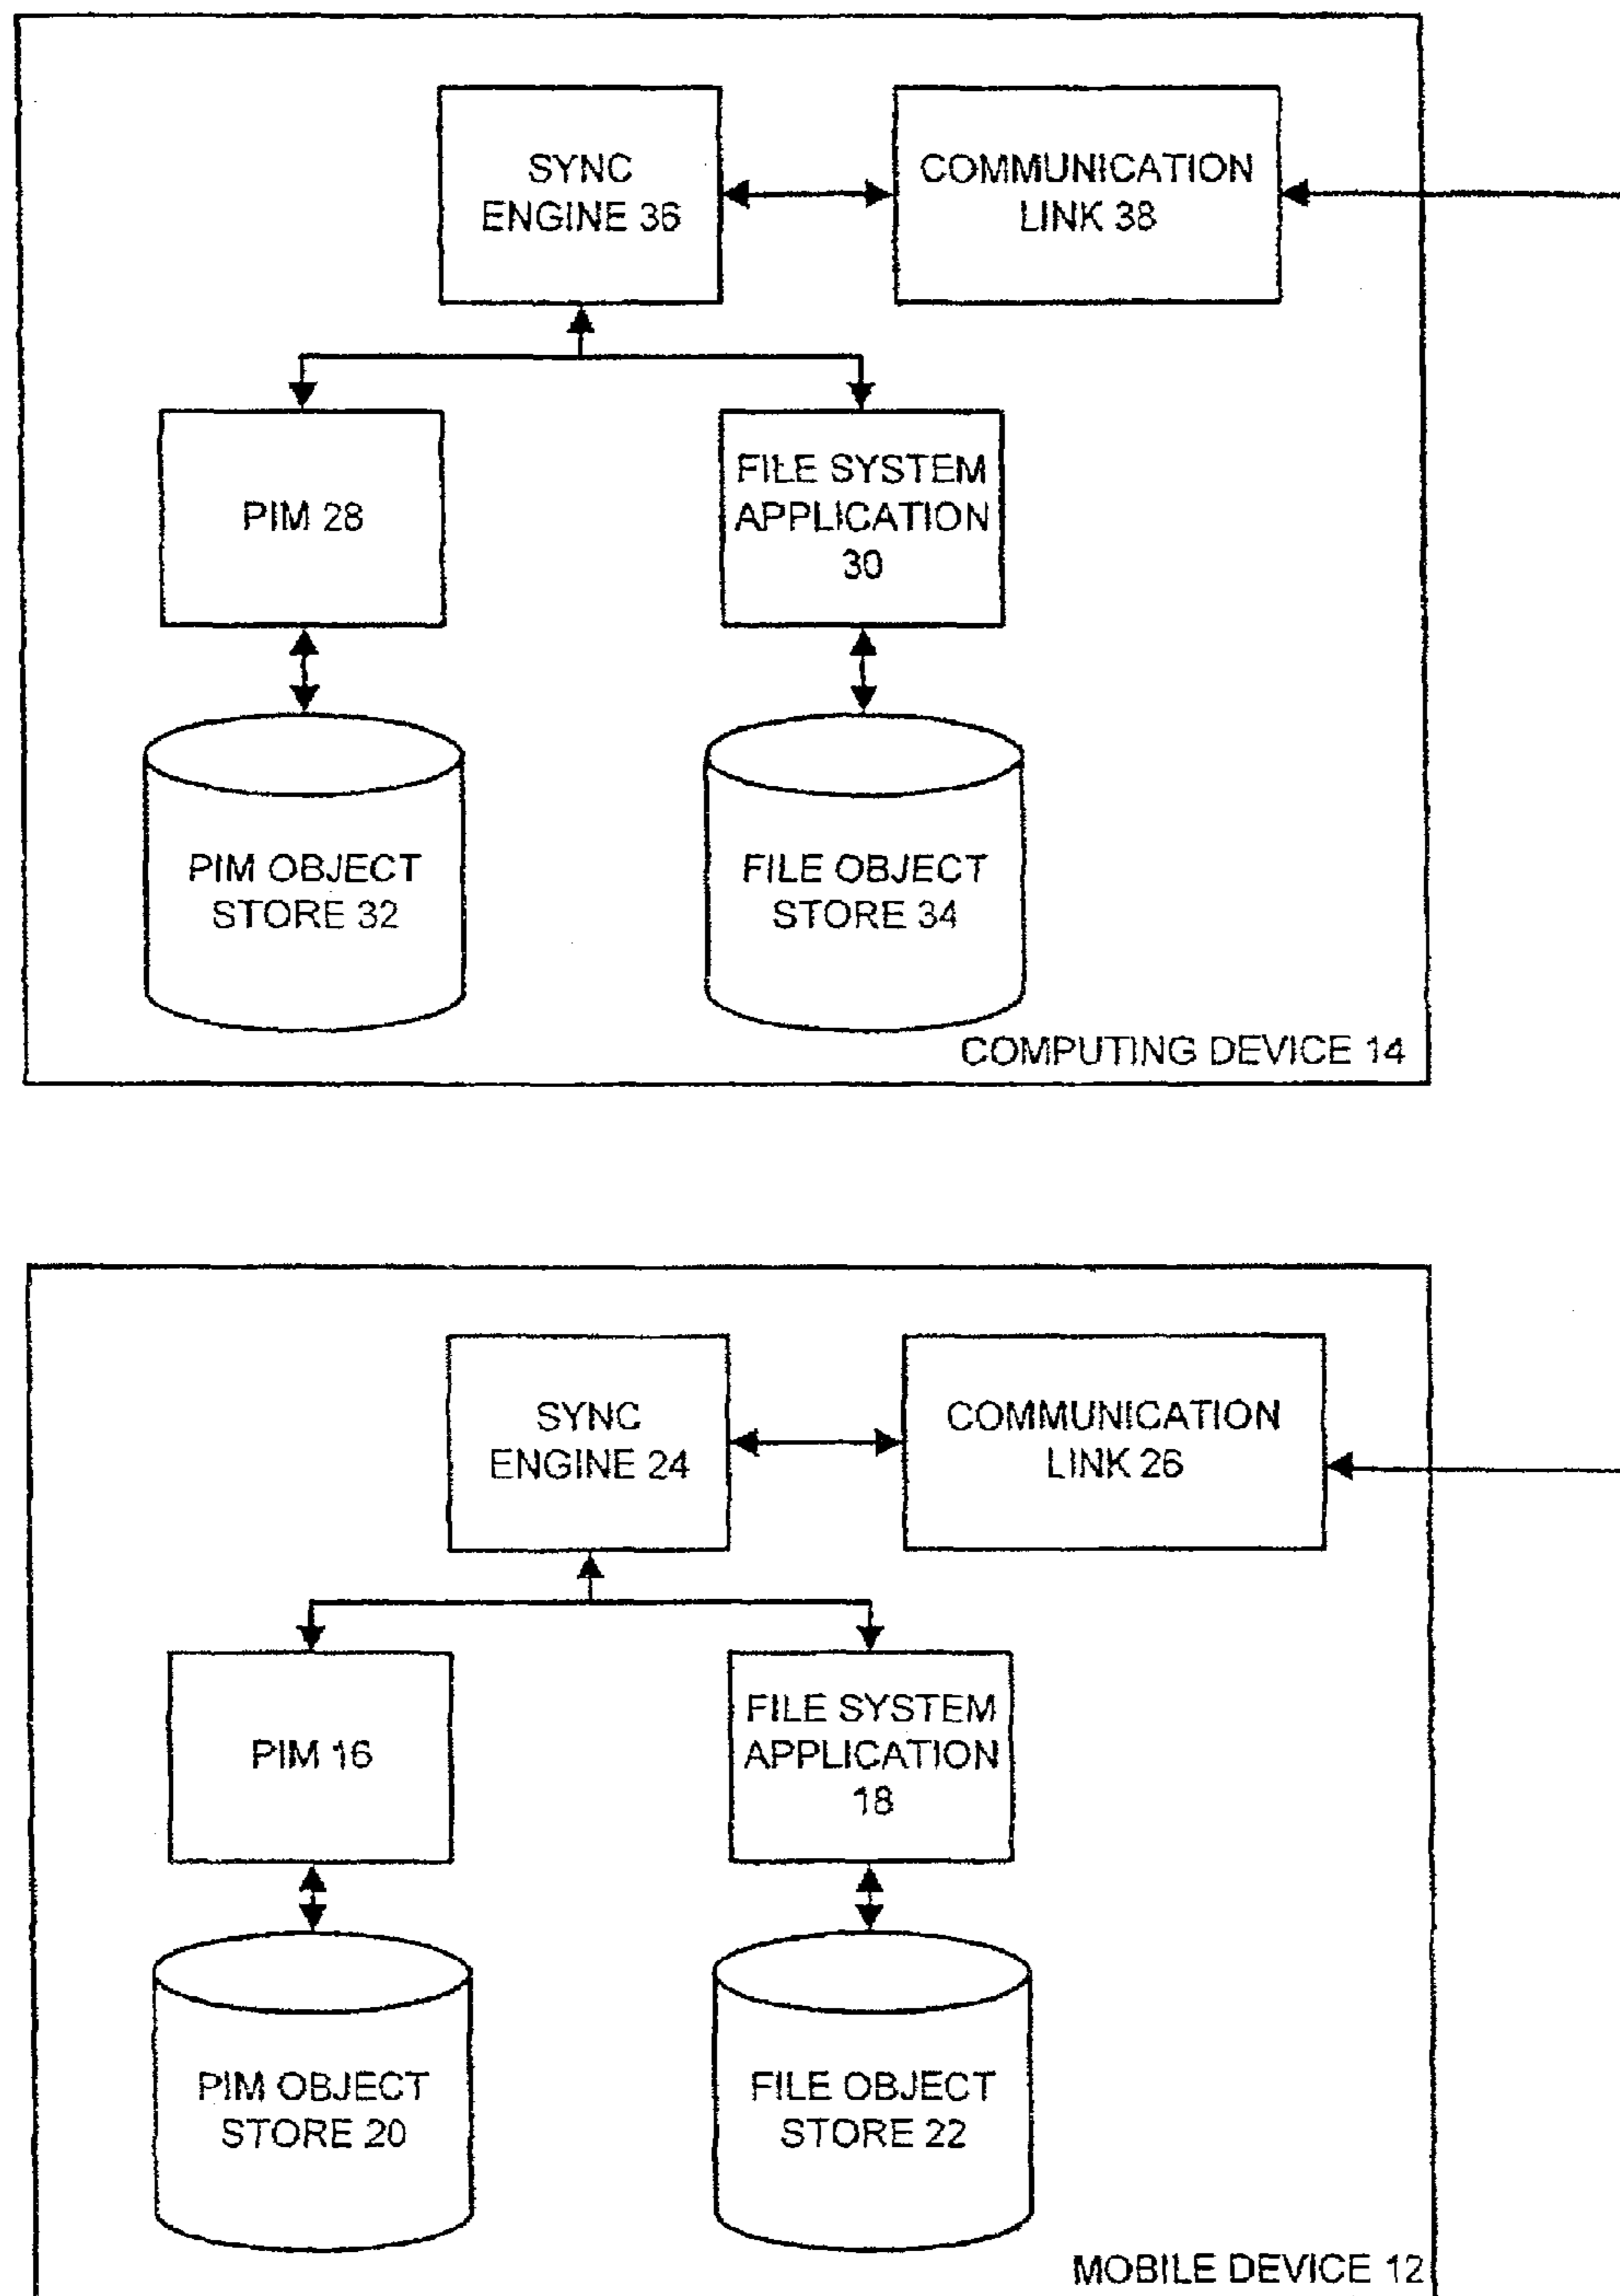 SYNC
ENGINE 36
COMMUNICATION
LINK 38
PIM 28
FILE SYSTEM
APPLICATION
30
PIM OBJECT
STORE 32
FILE OBJECT
STORE 34
COMPUTING DEVICE 14
SYNC
ENGINE 24
COMMUNICATION
LINK 26
PIM 16
FILE SYSTEM
APPLICATION
18
PIM OBJECT
STORE 20
FILE OBJECT
STORE 22
MOBILE DEVICE 12